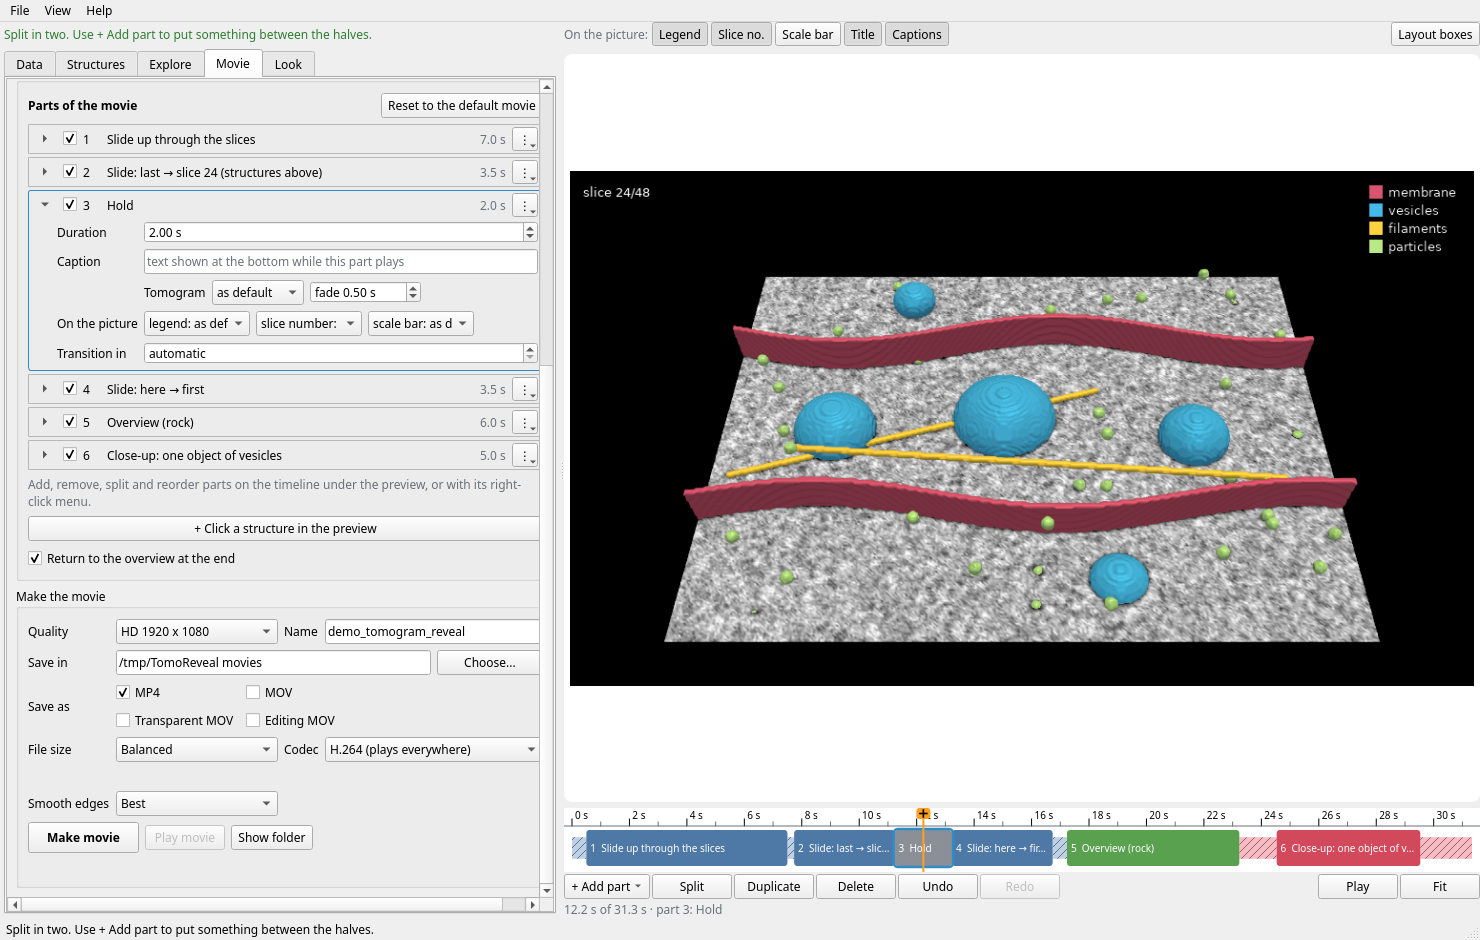 File View Help
Split in two. Use + Add part to put something between the halves.
On the picture: Legend Slice no. Scale bar Title Captions Layout boxes
Data Structures Explore Movie Look
Parts of the movie Reset to the default movie
1 Slide up through the slices 7.0 s
2 Slide: last → slice 24 (structures above) 3.5 s
3 Hold 2.0 s
Duration 2.00 s
Caption text shown at the bottom while this part plays
Tomogram as default fade 0.50 s
On the picture legend: as def slice number: scale bar: as d
Transition in automatic
4 Slide: here → first 3.5 s
5 Overview (rock) 6.0 s
6 Close-up: one object of vesicles 5.0 s
Add, remove, split and reorder parts on the timeline under the preview, or with its right-
click menu.
+ Click a structure in the preview
Return to the overview at the end
Make the movie
Quality HD 1920 x 1080 Name demo_tomogram_reveal
Save in /tmp/TomoReveal movies Choose...
Save as MP4 MOV
Transparent MOV Editing MOV
File size Balanced Codec H.264 (plays everywhere)
Smooth edges Best
Make movie Play movie Show folder
slice 24/48
membrane
vesicles
filaments
particles
0 s 2 s 4 s 6 s 8 s 10 s s 14 s 16 s 18 s 20 s 22 s 24 s 26 s 28 s 30 s
1 Slide up through the slices 2 Slide: last → slic... 3 Hold 4 Slide: here → fir... 5 Overview (rock) 6 Close-up: one object of v...
+ Add part Split Duplicate Delete Undo Redo Play Fit
12.2 s of 31.3 s · part 3: Hold
Split in two. Use + Add part to put something between the halves.